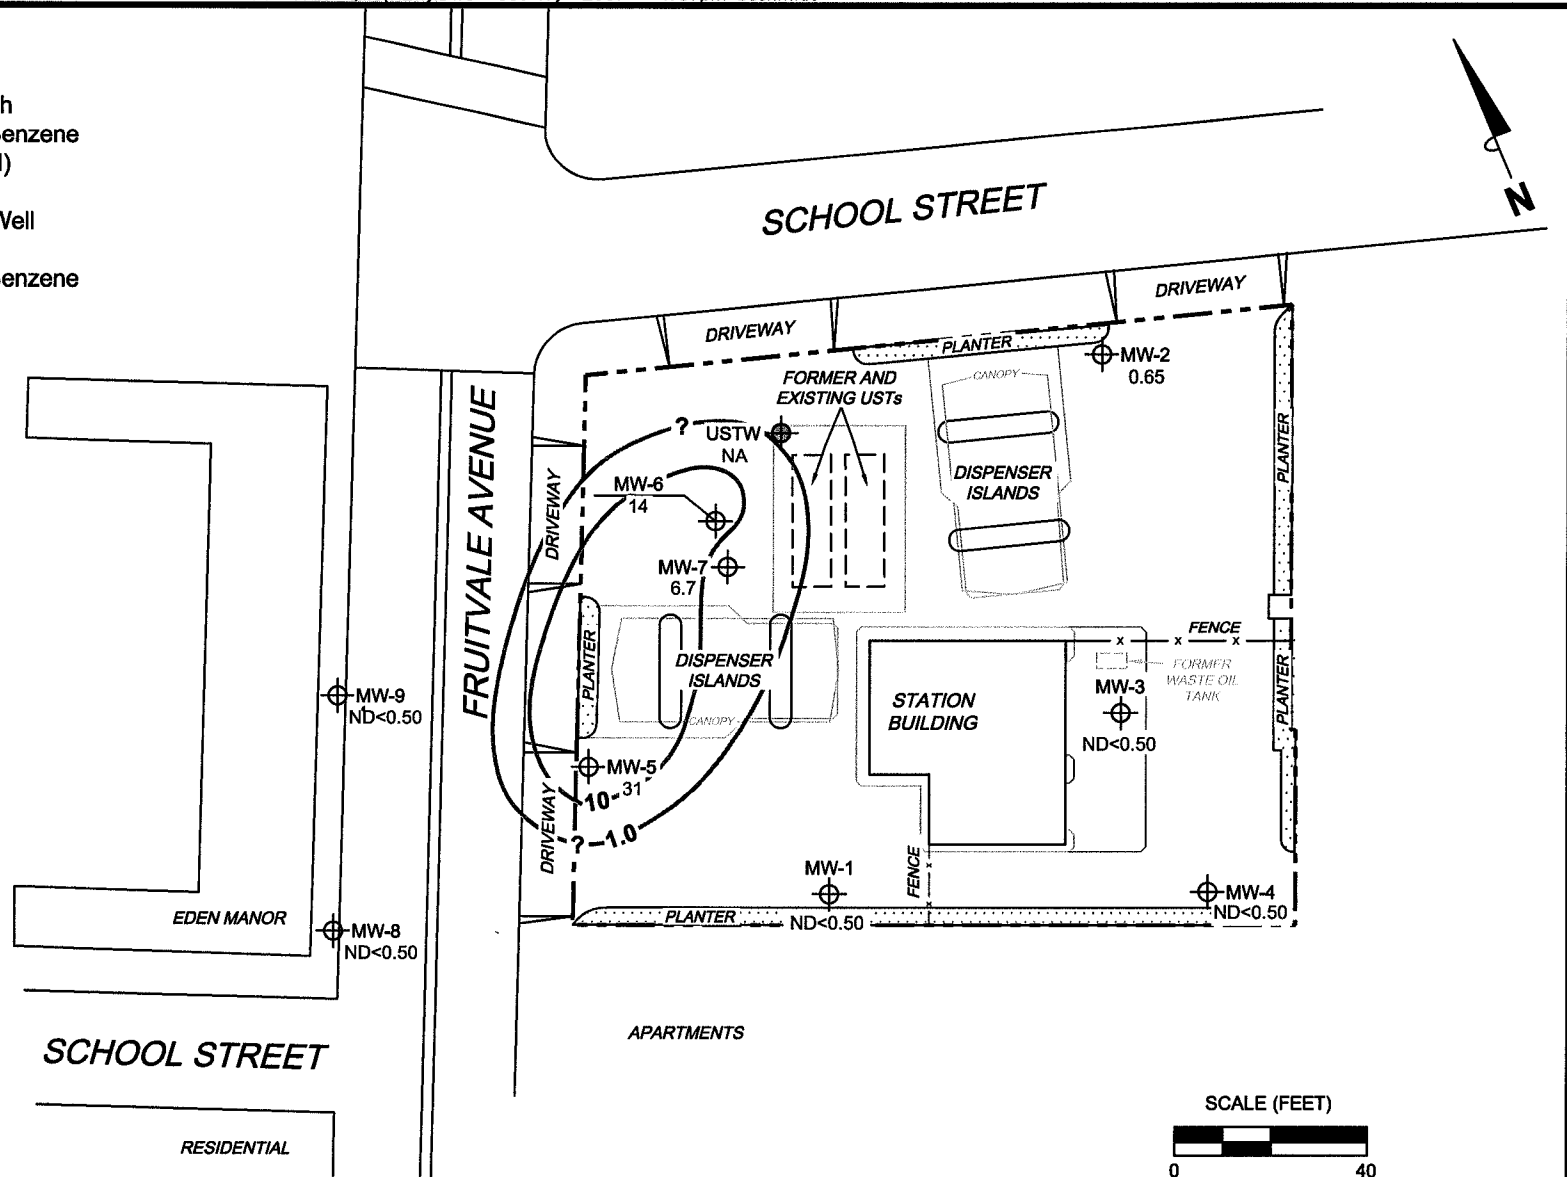 h
enzene
)
Well
enzene
N
SCHOOL STREET
DRIVEWAY
DRIVEWAY
PLANTER
MW-2
0.65
FORMER AND
EXISTING USTs
CANOPY
?
USTW
NA
DISPENSER
ISLANDS
PLANTER
MW-6
14
DRIVEWAY
FRUITVALE AVENUE
MW-7
6.7
FENCE
x
x
x
FORMER
WASTE OIL
TANK
PLANTER
DISPENSER
ISLANDS
CANOPY
STATION
BUILDING
MW-3
ND<0.50
PLANTER
MW-9
ND<0.50
MW-5
31
10
? 1.0
DRIVEWAY
MW-1
ND<0.50
FENCE
x
x
MW-4
ND<0.50
PLANTER
EDEN MANOR
MW-8
ND<0.50
SCHOOL STREET
APARTMENTS
RESIDENTIAL
SCALE (FEET)
0 40